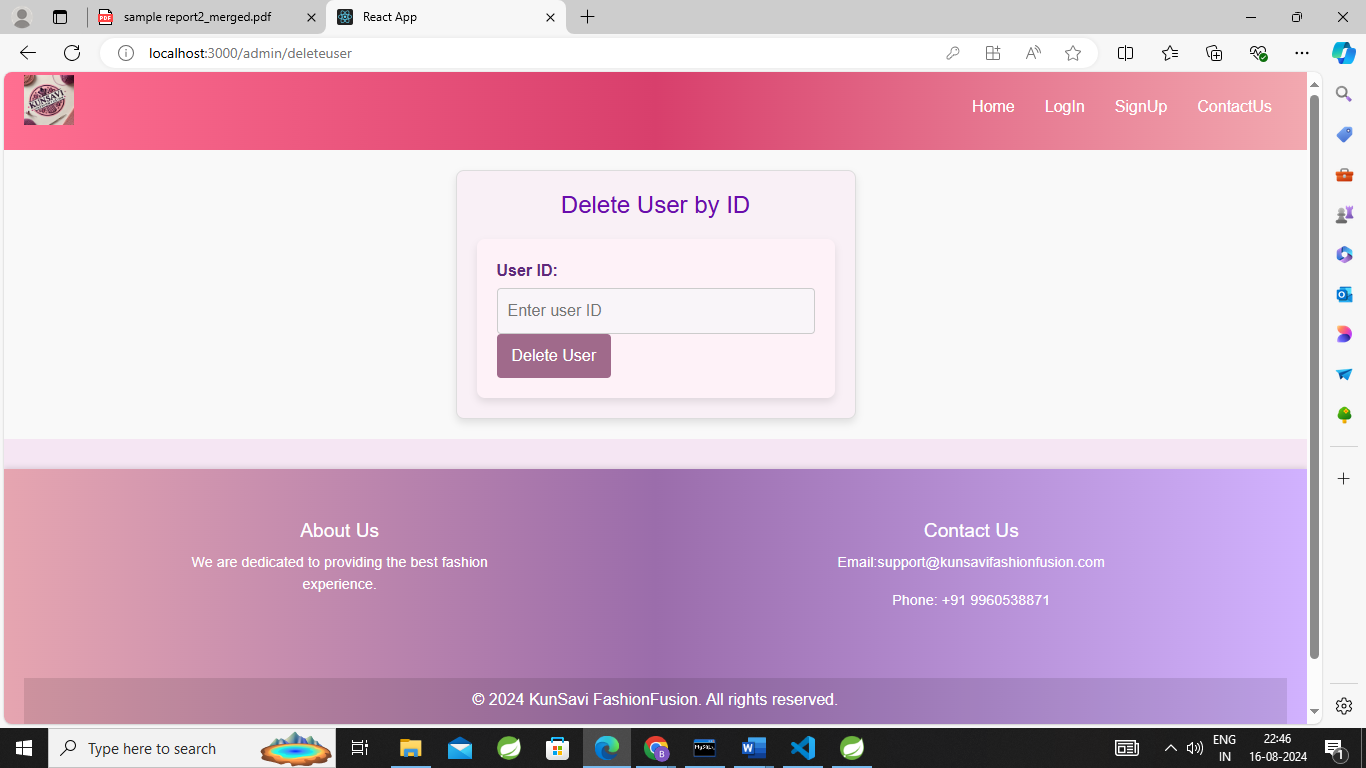 sample report2_merged.pdf
React App
localhost:3000/admin/deleteuser
KUNSAVI
Home
LogIn
SignUp
ContactUs
Delete User by ID
User ID:
Enter user ID
Delete User
About Us
We are dedicated to providing the best fashion
experience.
Contact Us
Email:support@kunsavifashionfusion.com
Phone: +91 9960538871
© 2024 KunSavi FashionFusion. All rights reserved.
Type here to search
ENG
IN
22:46
16-08-2024
1